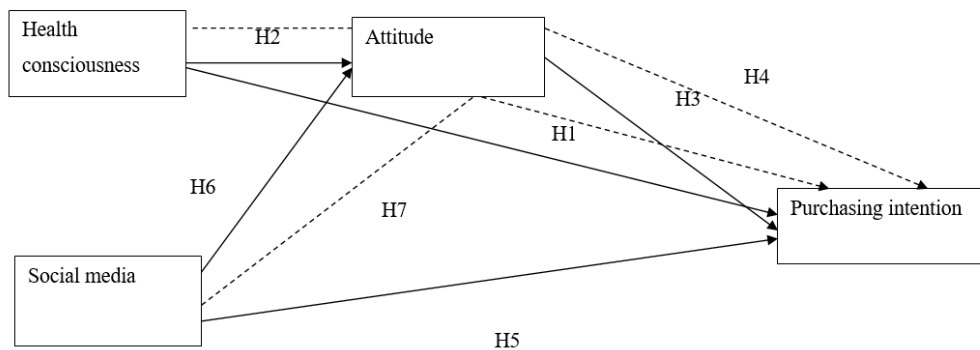 Health
consciousness
H2
Attitude
H4
H3
H1
H6
H7
Purchasing intention
Social media
H5